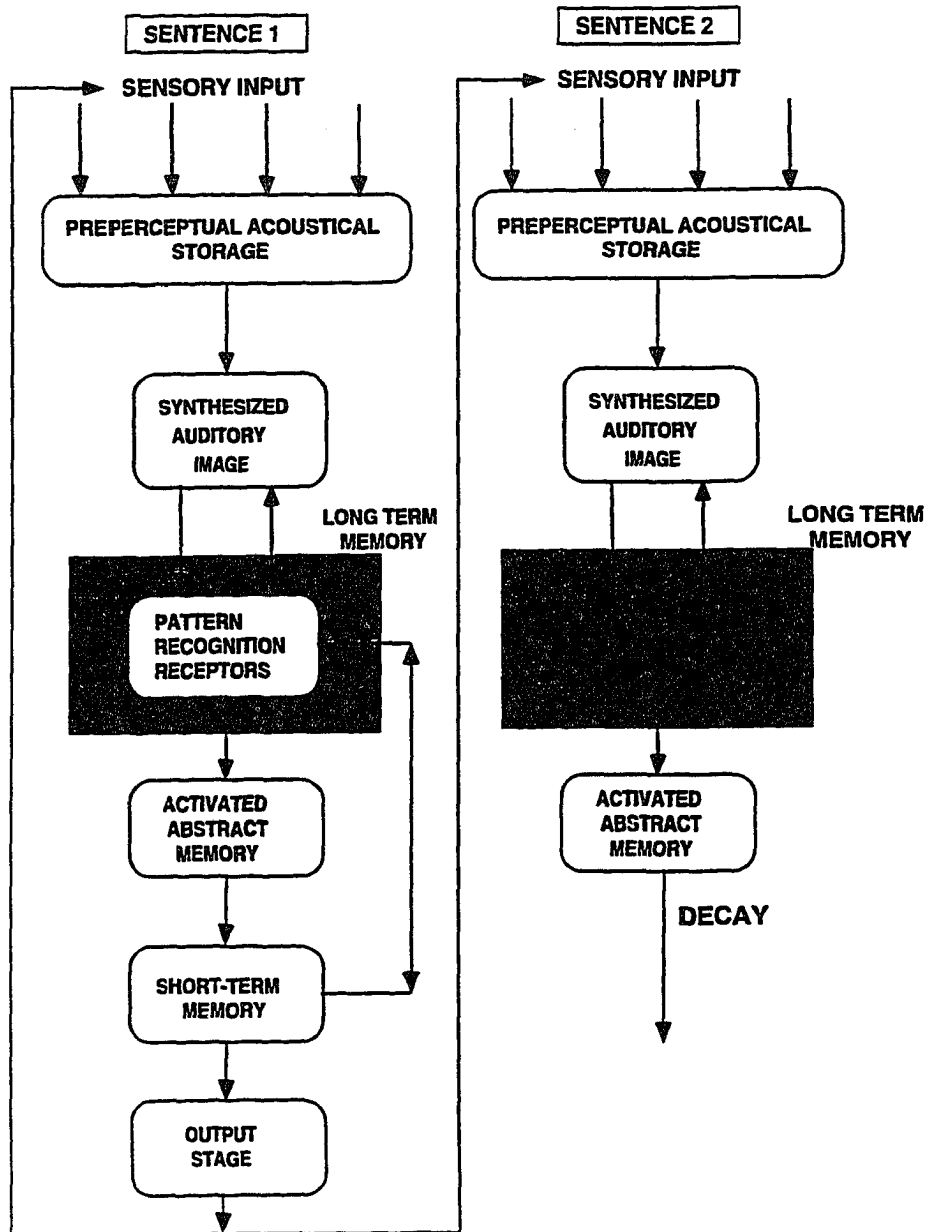 SENTENCE 1
SENSORY INPUT
PREPERCEPTUAL ACOUSTICAL
STORAGE
SYNTHESIZED
AUDITORY
IMAGE
LONG TERM
MEMORY
PATTERN
RECOGNITION
RECEPTORS
ACTIVATED
ABSTRACT
MEMORY
SHORT-TERM
MEMORY
OUTPUT
STAGE
SENTENCE 2
SENSORY INPUT
PREPERCEPTUAL ACOUSTICAL
STORAGE
SYNTHESIZED
AUDITORY
IMAGE
LONG TERM
MEMORY
ACTIVATED
ABSTRACT
MEMORY
DECAY